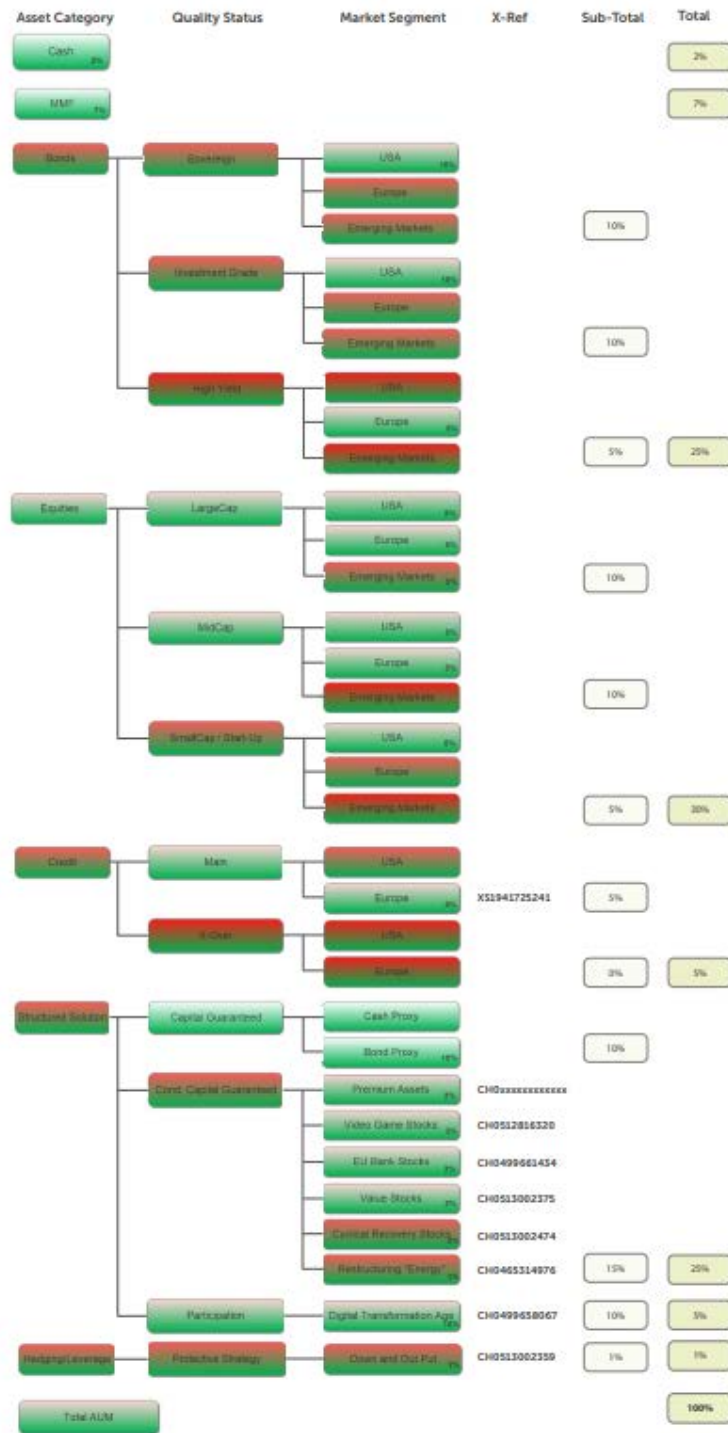 Asset Category Quality Status Market Segment X-Ref Sub-Total Total
Cash 2%
MMF 7%
Bonds Sovereign USA
Europe
Emerging Markets 10%
Investment Grade USA
Europe
Emerging Markets 10%
High Yield USA
Europe
Emerging Markets 5% 25%
Equities LargeCap USA
Europe
Emerging Markets 10%
MidCap USA
Europe
Emerging Markets 10%
SmallCap / Start-Up USA
Europe
Emerging Markets 5% 30%
Credit Main USA
Europe XS1941725241 5%
X-Over USA
Europe 0% 5%
Structured Solution Capital Guaranteed Cash Proxy
Bond Proxy 10%
Cond. Capital Guaranteed Premium Assets CH0xxxxxxxxxxxx
Video Game Stocks CH0512816320
EU Bank Stocks CH0499661434
Value Stocks CH0513002375
Cyclical Recovery Stocks CH0513002474
Restructuring "Energy" CH0465314976 15% 25%
Participation Digital Transformation Age CH0499658067 10% 5%
Hedging/Leverage Protective Strategy Down and Out Put CH0513002359 1% 1%
Total AUM 100%